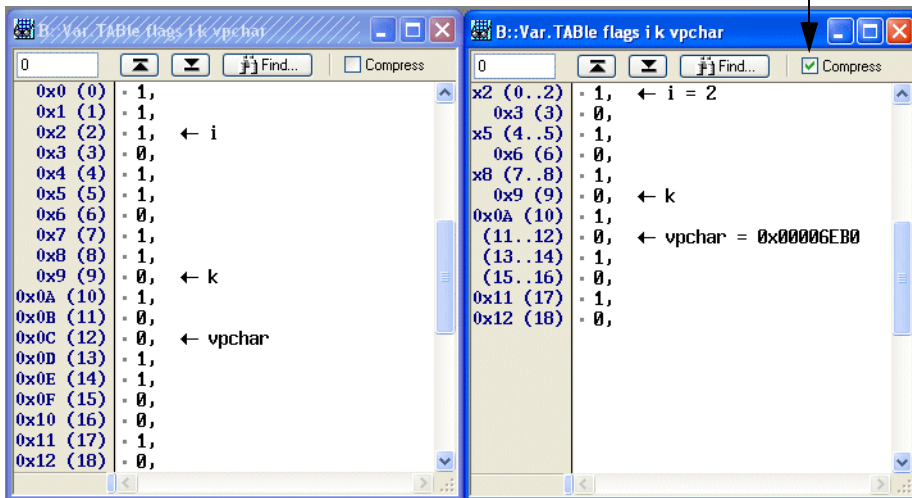 B::Var.TABle flags i k vpchar
0 Find... Compress
0x0 (0) 1,
0x1 (1) 1,
0x2 (2) 1, ← i
0x3 (3) 0,
0x4 (4) 1,
0x5 (5) 1,
0x6 (6) 0,
0x7 (7) 1,
0x8 (8) 1,
0x9 (9) 0, ← k
0x0A (10) 1,
0x0B (11) 0,
0x0C (12) 0, ← vpchar
0x0D (13) 1,
0x0E (14) 1,
0x0F (15) 0,
0x10 (16) 0,
0x11 (17) 1,
0x12 (18) 0,
B::Var.TABle flags i k vpchar
0 Find... Compress
x2 (0..2) 1, ← i = 2
0x3 (3) 0,
x5 (4..5) 1,
0x6 (6) 0,
x8 (7..8) 1,
0x9 (9) 0, ← k
0x0A (10) 1,
(11..12) 0, ← vpchar = 0x00006EB0
(13..14) 1,
(15..16) 0,
0x11 (17) 1,
0x12 (18) 0,